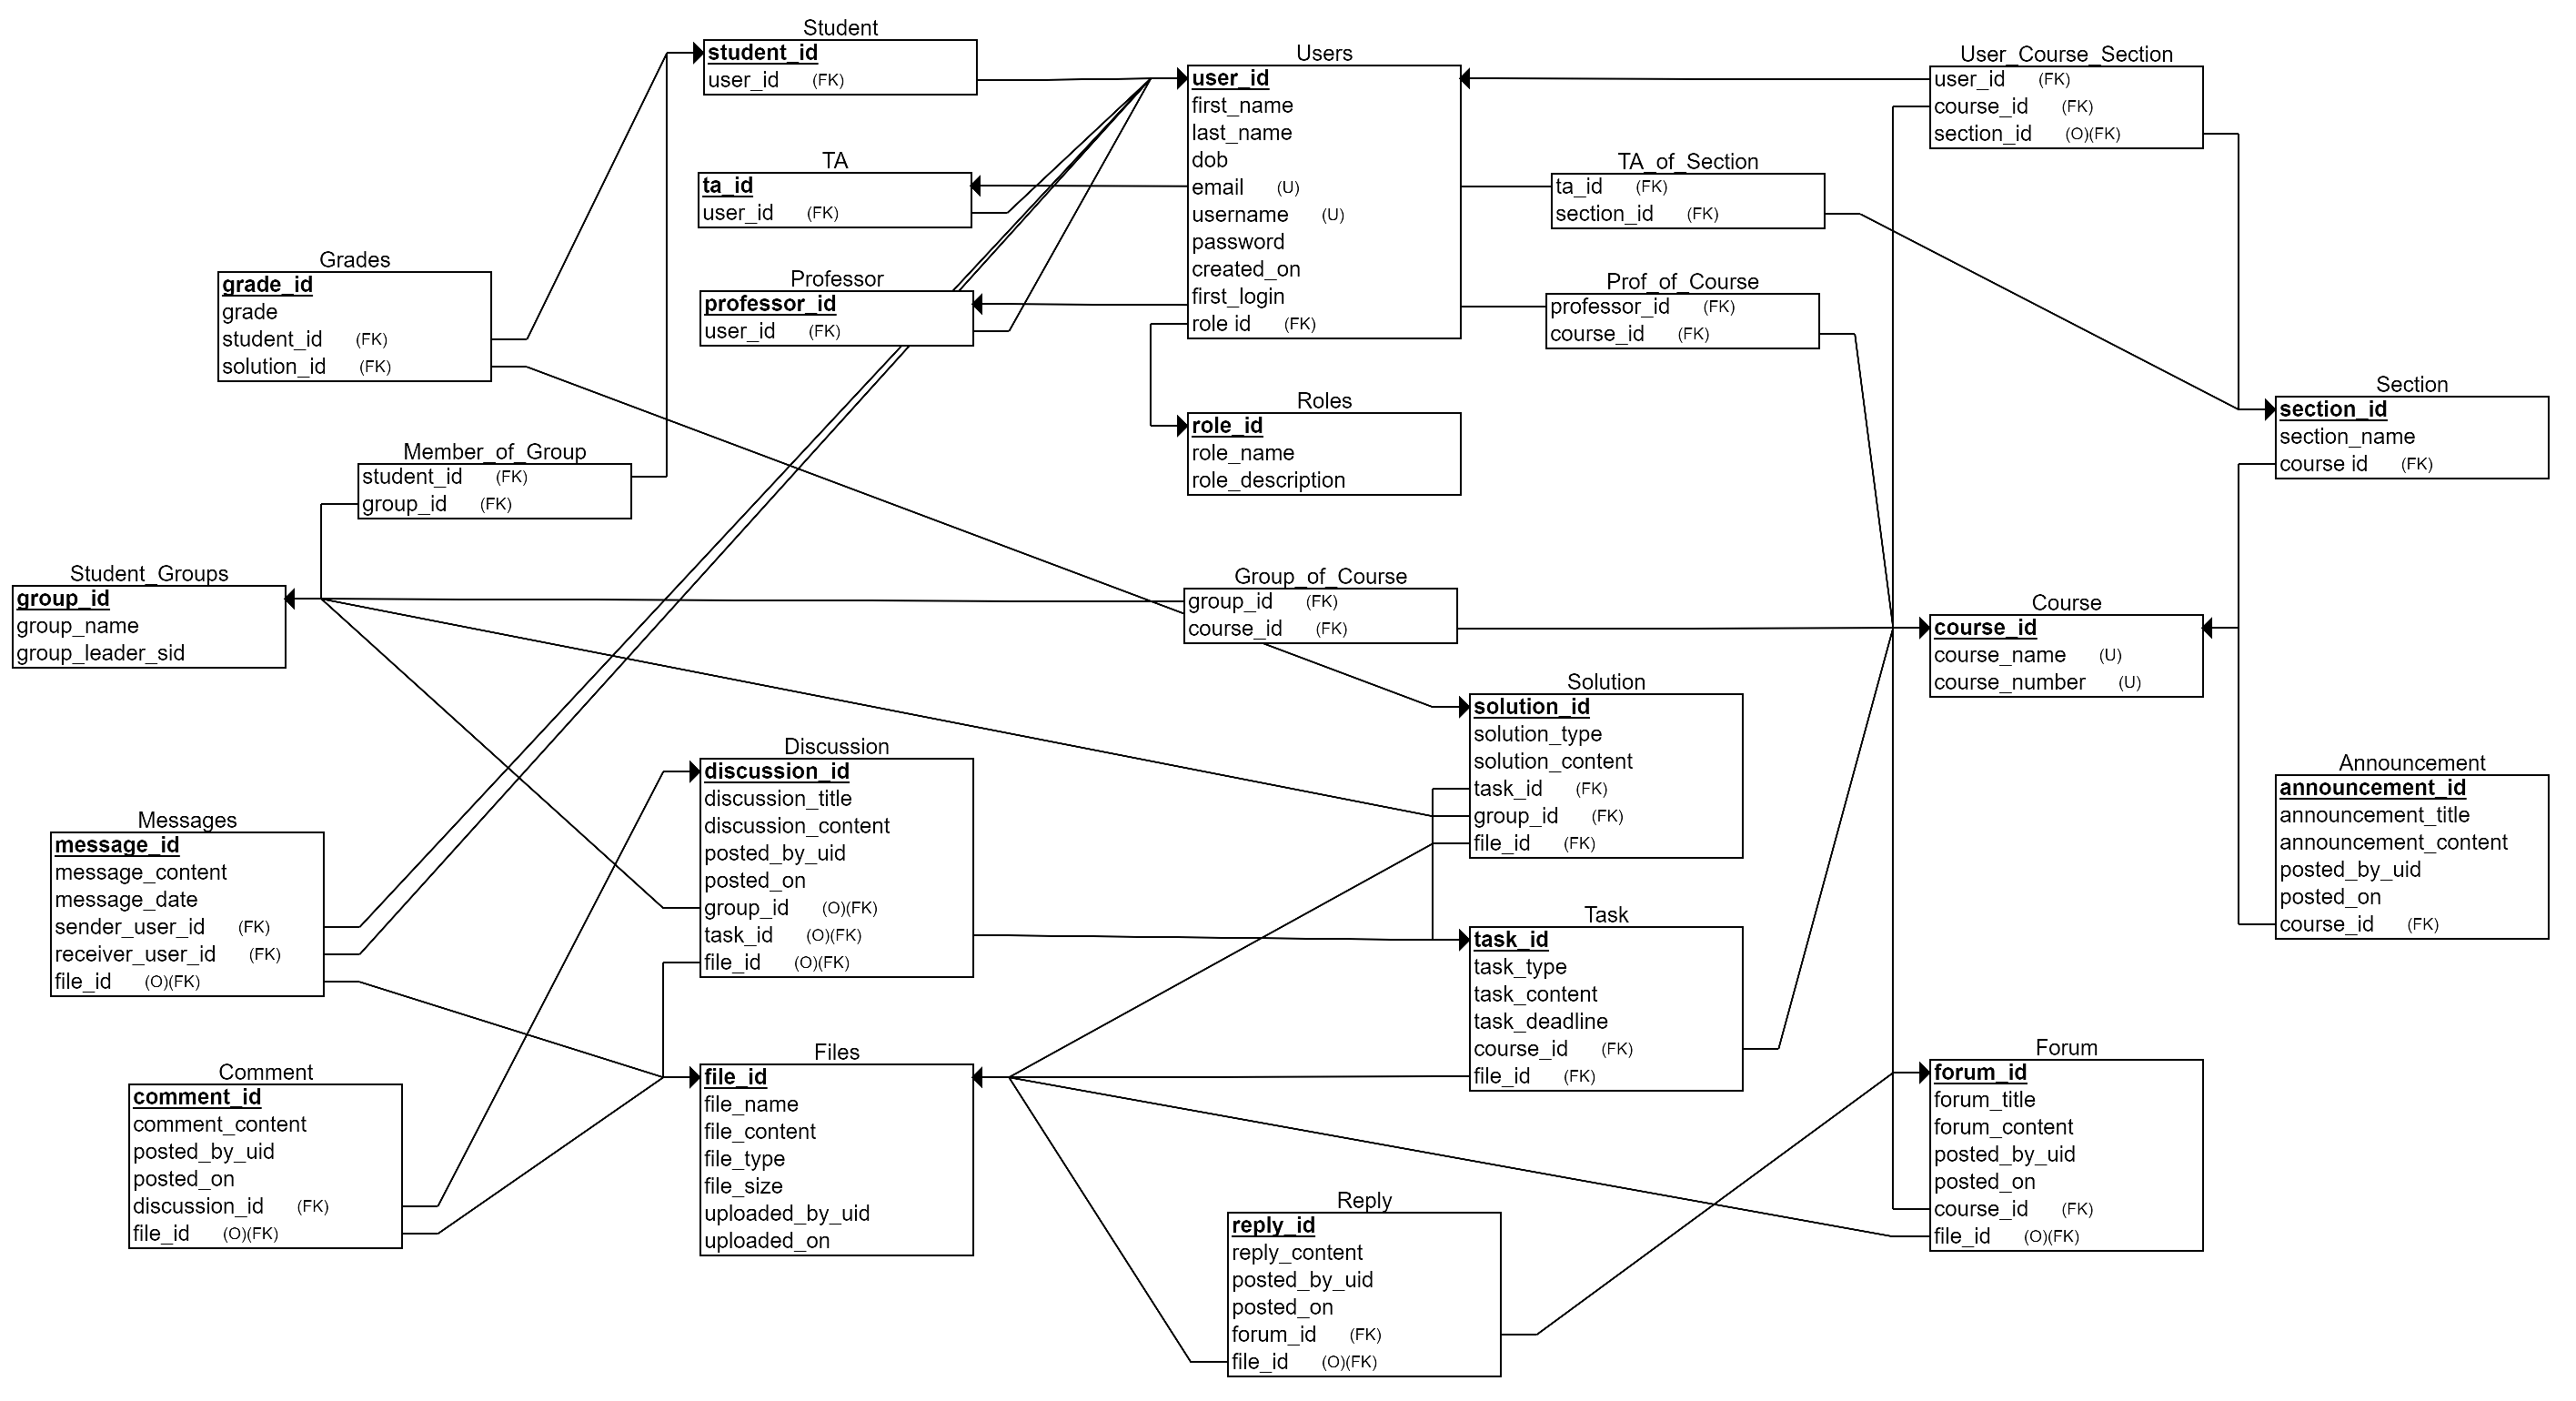 Student
student_id
user_id (FK)
Users
user_id
first_name
last_name
dob
email (U)
username (U)
password
created_on
first_login
role id (FK)
User_Course_Section
user_id (FK)
course_id (FK)
section_id (O)(FK)
TA
ta_id
user_id (FK)
TA_of_Section
ta_id (FK)
section_id (FK)
Grades
grade_id
grade
student_id (FK)
solution_id (FK)
Professor
professor_id
user_id (FK)
Prof_of_Course
professor_id (FK)
course_id (FK)
Roles
role_id
role_name
role_description
Section
section_id
section_name
course id (FK)
Member_of_Group
student_id (FK)
group_id (FK)
Student_Groups
group_id
group_name
group_leader_sid
Group_of_Course
group_id (FK)
course_id (FK)
Course
course_id
course_name (U)
course_number (U)
Solution
solution_id
solution_type
solution_content
task_id (FK)
group_id (FK)
file_id (FK)
Discussion
discussion_id
discussion_title
discussion_content
posted_by_uid
posted_on
group_id (O)(FK)
task_id (O)(FK)
file_id (O)(FK)
Announcement
announcement_id
announcement_title
announcement_content
posted_by_uid
posted_on
course_id (FK)
Messages
message_id
message_content
message_date
sender_user_id (FK)
receiver_user_id (FK)
file_id (O)(FK)
Task
task_id
task_type
task_content
task_deadline
course_id (FK)
file_id (FK)
Comment
comment_id
comment_content
posted_by_uid
posted_on
discussion_id (FK)
file_id (O)(FK)
Files
file_id
file_name
file_content
file_type
file_size
uploaded_by_uid
uploaded_on
Forum
forum_id
forum_title
forum_content
posted_by_uid
posted_on
course_id (FK)
file_id (O)(FK)
Reply
reply_id
reply_content
posted_by_uid
posted_on
forum_id (FK)
file_id (O)(FK)